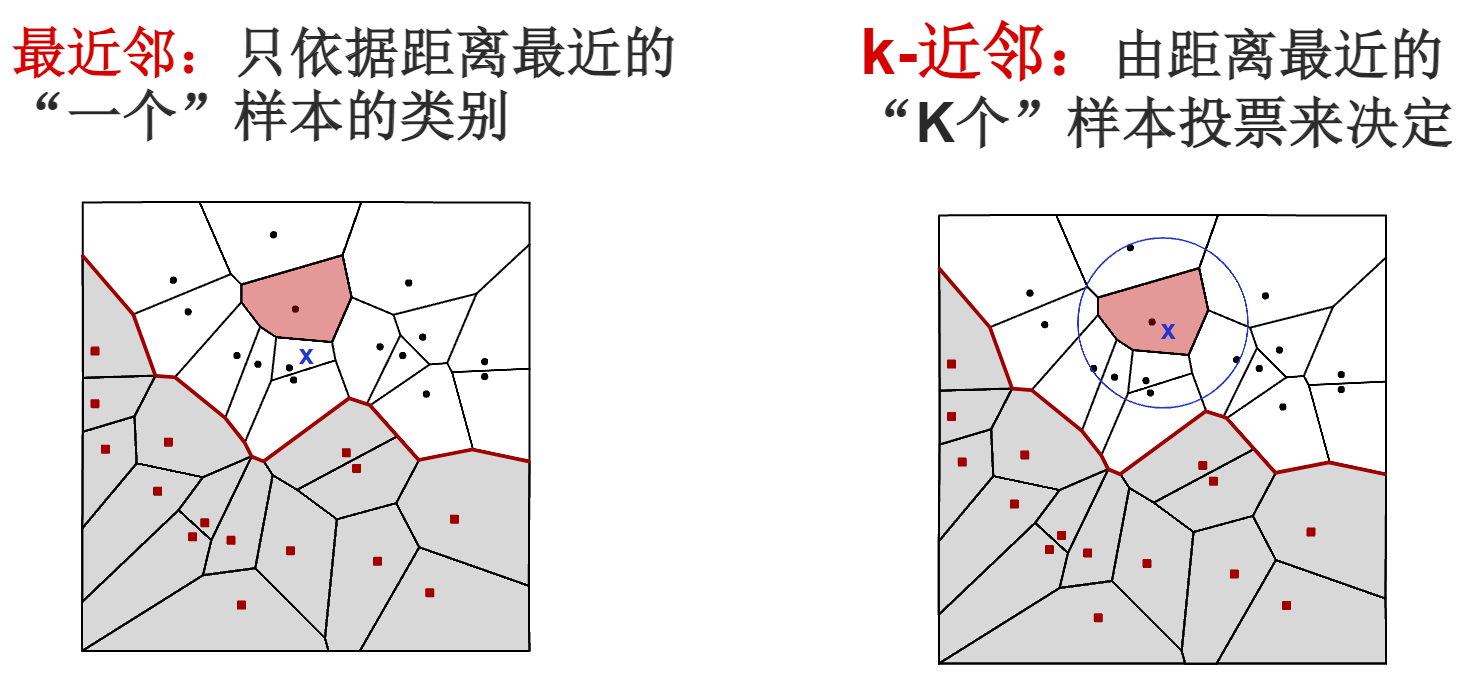 最近邻：只依据距离最近的
“一个”样本的类别
k-近邻：由距离最近的
“K个”样本投票来决定
x
x